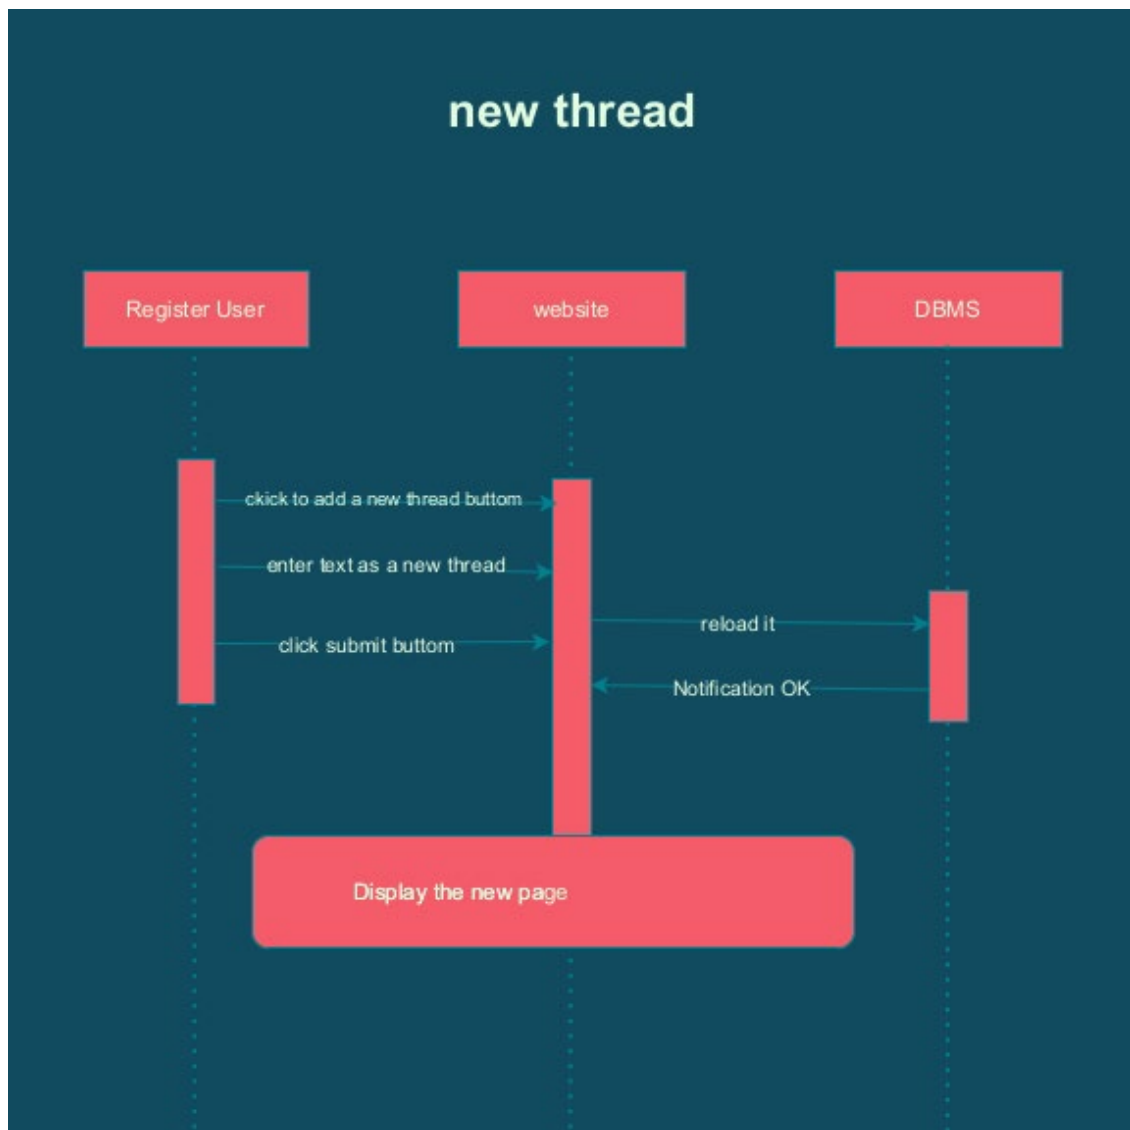 new thread
Register User
website
DBMS
ckick to add a new thread buttom
enter text as a new thread
reload it
click submit buttom
Notification OK
Display the new page